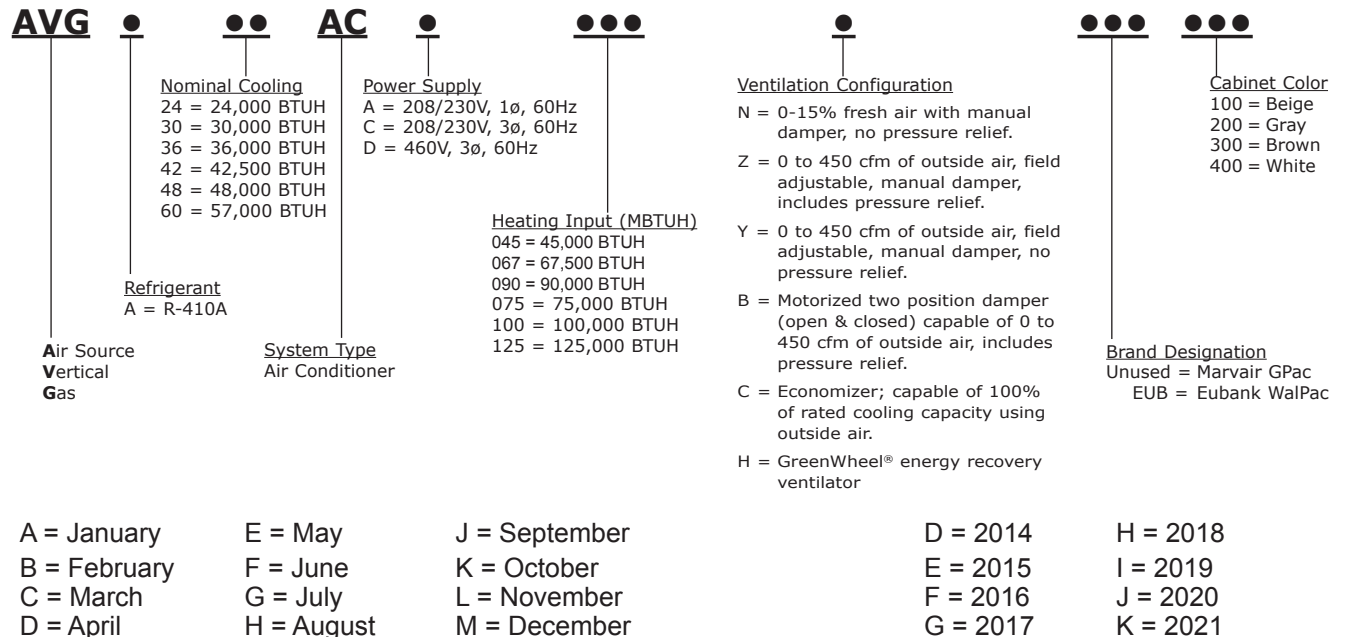 AVG ● ●● AC ● ●●● ● ●●● ●●●
Nominal Cooling
24 = 24,000 BTUH
30 = 30,000 BTUH
36 = 36,000 BTUH
42 = 42,500 BTUH
48 = 48,000 BTUH
60 = 57,000 BTUH
Power Supply
A = 208/230V, 1ø, 60Hz
C = 208/230V, 3ø, 60Hz
D = 460V, 3ø, 60Hz
Ventilation Configuration
N = 0-15% fresh air with manual
damper, no pressure relief.
Z = 0 to 450 cfm of outside air, field
adjustable, manual damper,
includes pressure relief.
Y = 0 to 450 cfm of outside air, field
adjustable, manual damper, no
pressure relief.
B = Motorized two position damper
(open & closed) capable of 0 to
450 cfm of outside air, includes
pressure relief.
C = Economizer; capable of 100%
of rated cooling capacity using
outside air.
H = GreenWheel® energy recovery
ventilator
Cabinet Color
100 = Beige
200 = Gray
300 = Brown
400 = White
Heating Input (MBTUH)
045 = 45,000 BTUH
067 = 67,500 BTUH
090 = 90,000 BTUH
075 = 75,000 BTUH
100 = 100,000 BTUH
125 = 125,000 BTUH
Refrigerant
A = R-410A
Air Source
Vertical
Gas
System Type
Air Conditioner
Brand Designation
Unused = Marvair GPac
EUB = Eubank WalPac
A = January E = May J = September D = 2014 H = 2018
B = February F = June K = October E = 2015 I = 2019
C = March G = July L = November F = 2016 J = 2020
D = April H = August M = December G = 2017 K = 2021